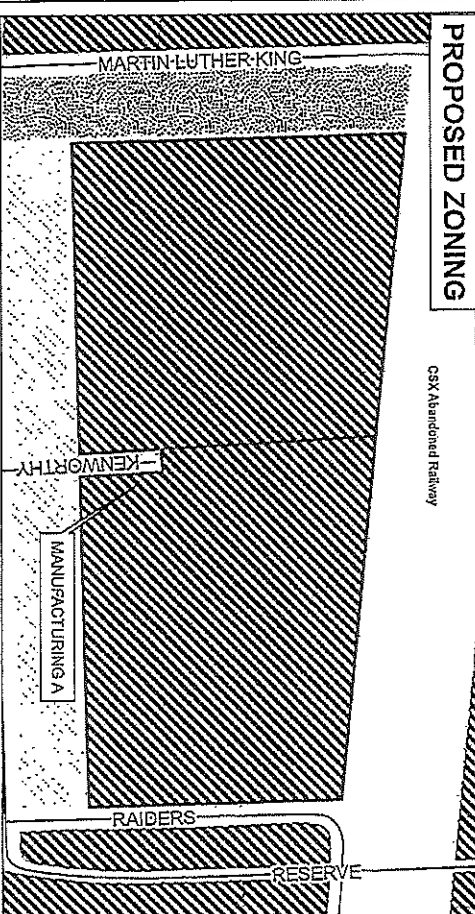 PROPOSED ZONING
MARTIN LUTHER KING
CSX Abandoned Railway
KENWORTHY
MANUFACTURING A
RAIDERS
RESERVE